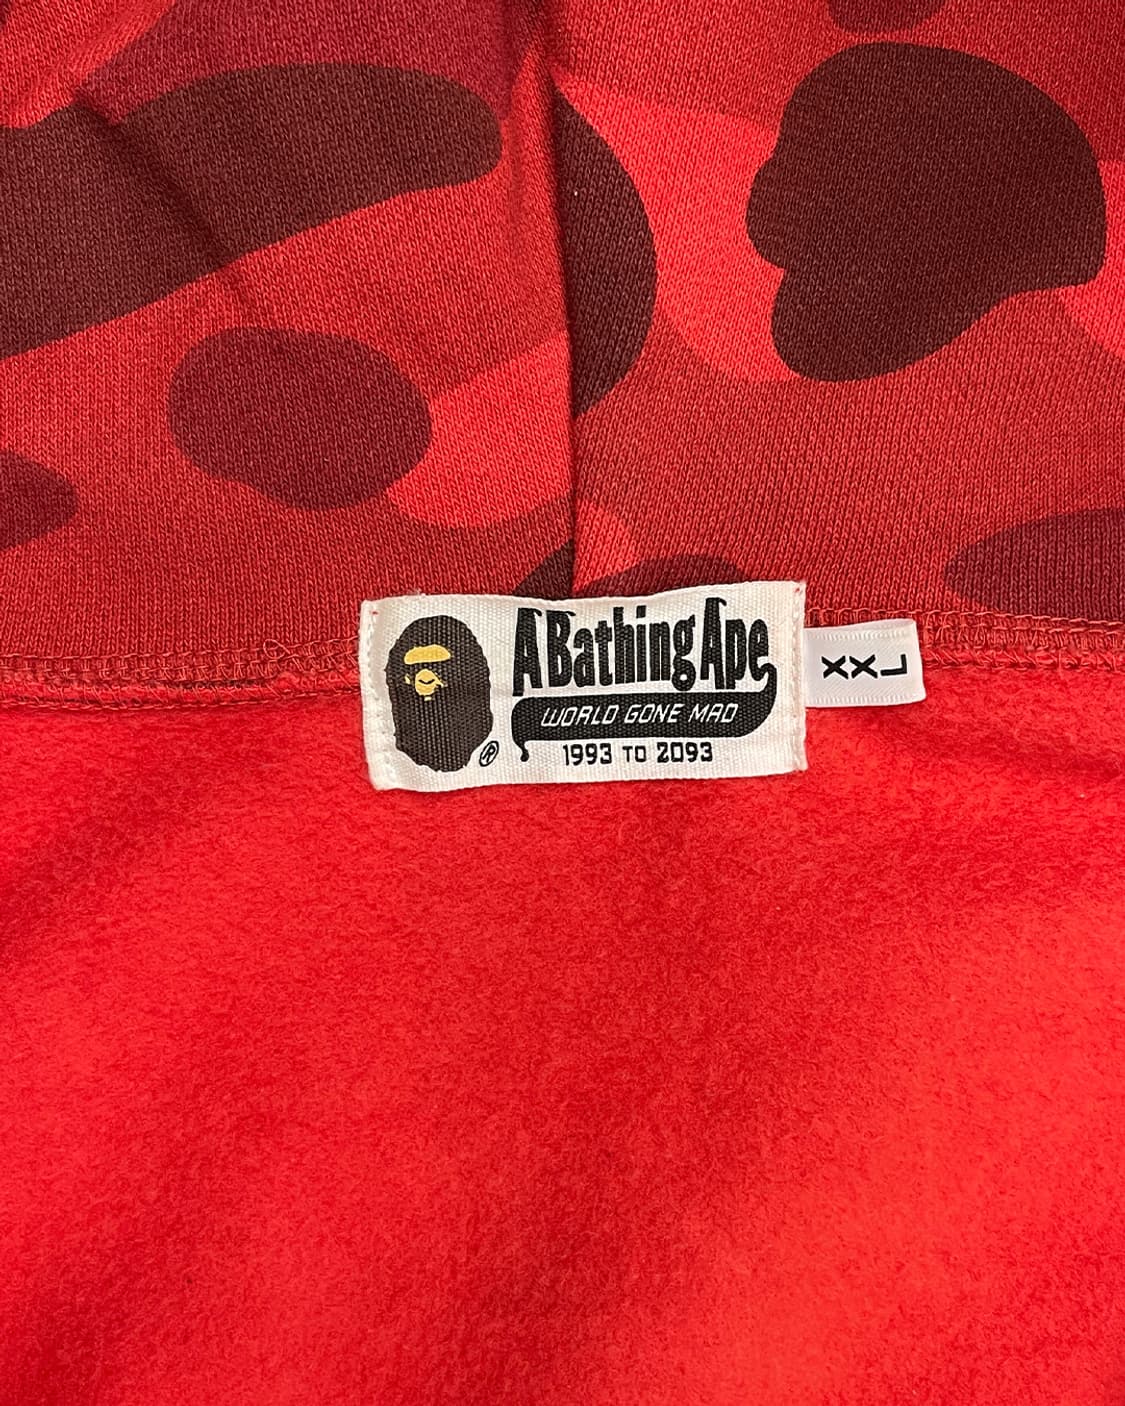 A Bathing Ape
WORLD GONE MAD
1993 TO 2093
®
XXL